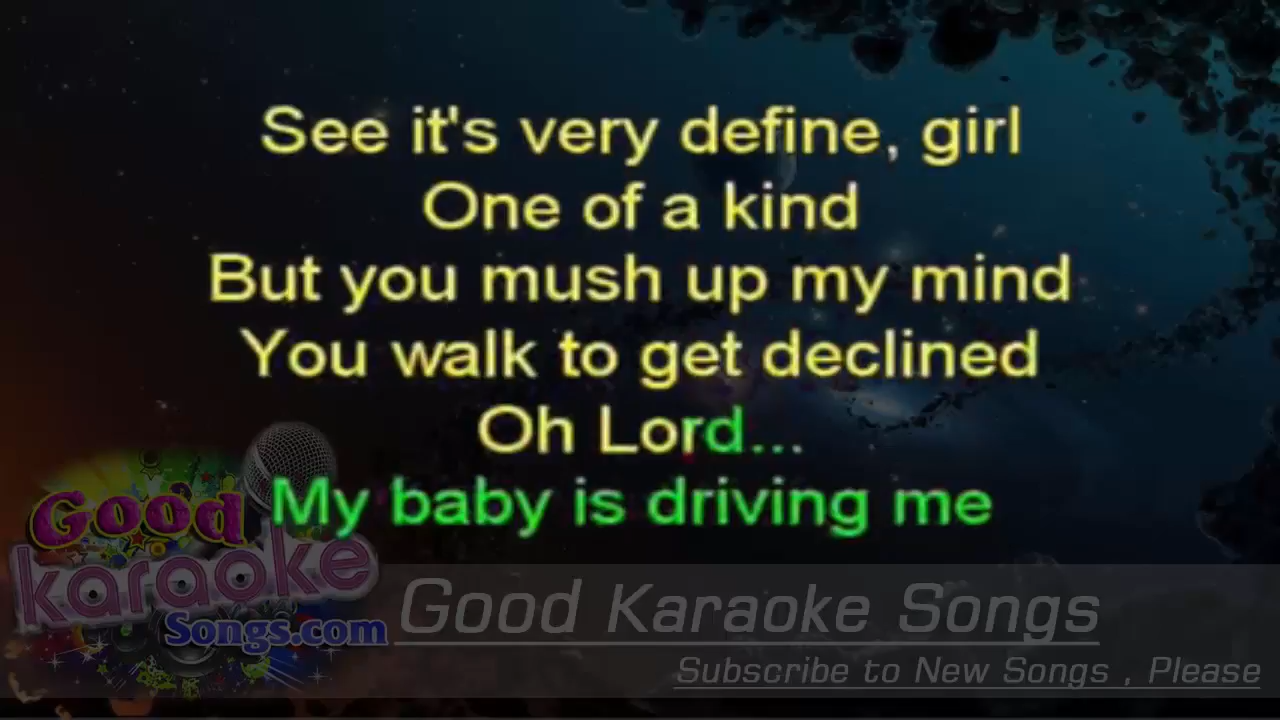 See it's very define, girl
One of a kind
But you mush up my mind
You walk to get declined
Oh Lord...
My baby is driving me
Good
karaoke
Songs.com
Good Karaoke Songs
Subscribe to New Songs , Please